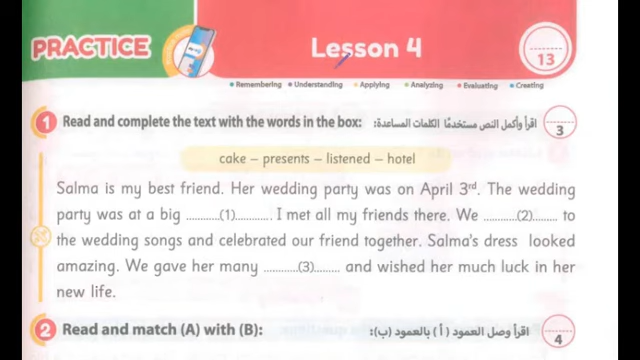 PRACTICE
Lesson 4
13
Remembering Understanding Applying Analyzing Evaluating Creating
1 Read and complete the text with the words in the box: اقرأ وأكمل النص مستخدمًا الكلمات المساعدة: 3
cake – presents – listened – hotel
Salma is my best friend. Her wedding party was on April 3rd. The wedding
party was at a big ...........(1)............ I met all my friends there. We ...........(2)........ to
the wedding songs and celebrated our friend together. Salma's dress looked
amazing. We gave her many ...........(3)........ and wished her much luck in her
new life.
2 Read and match (A) with (B): اقرأ وصل العمود (أ) بالعمود (ب): 4